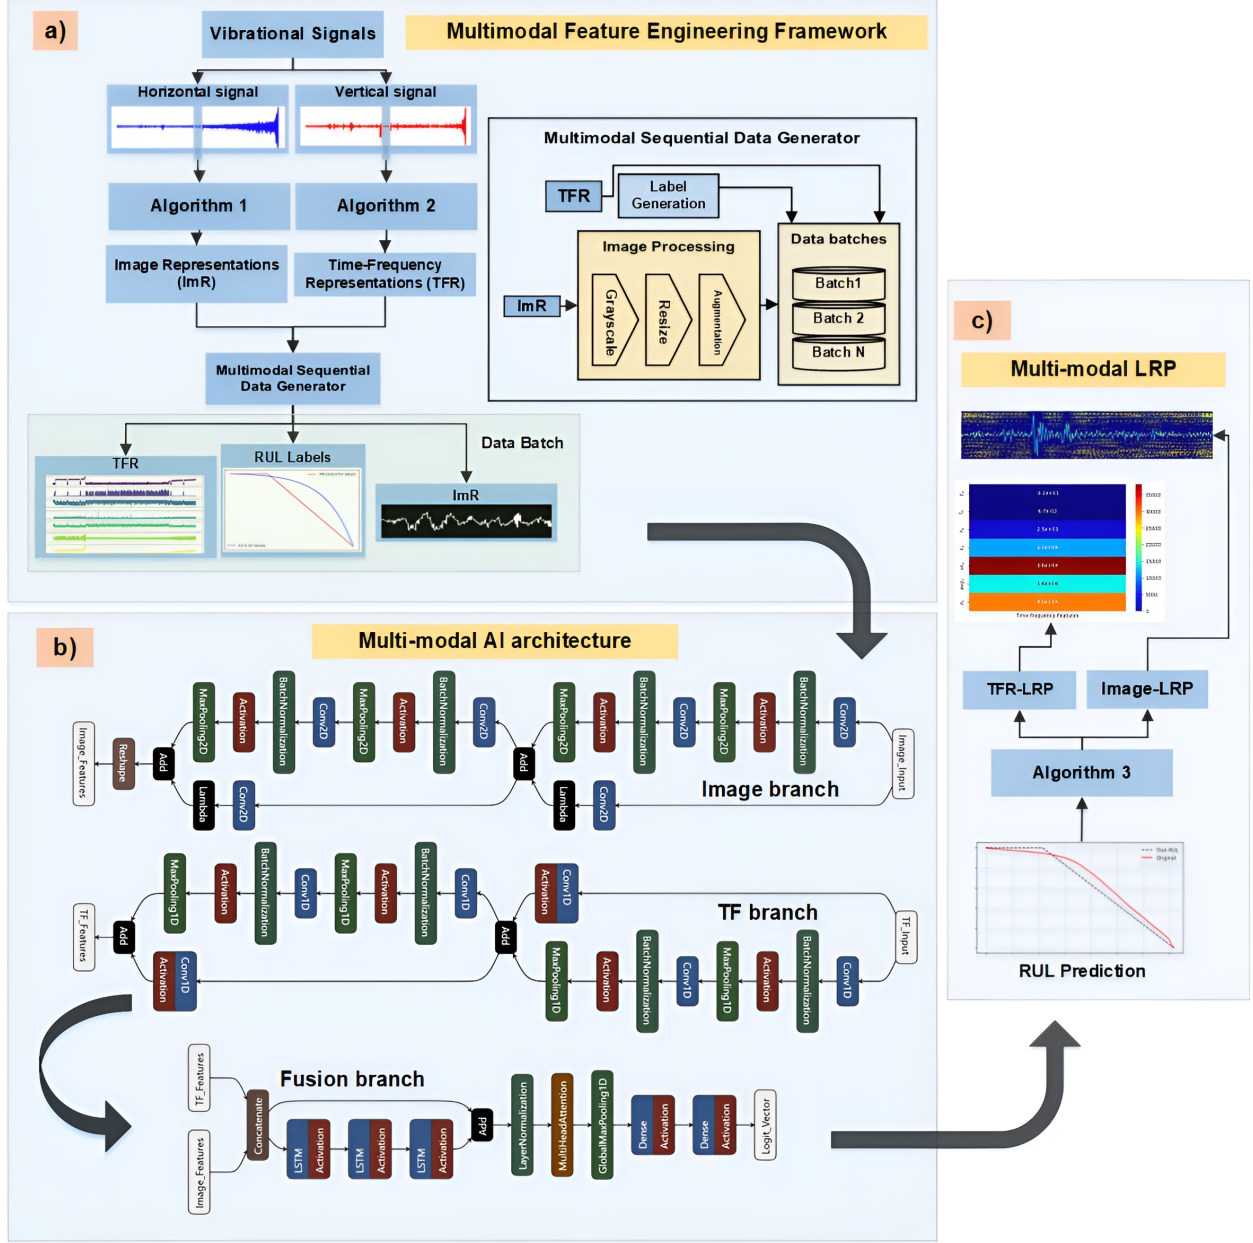 a)
Vibrational Signals
Multimodal Feature Engineering Framework
Horizontal signal
Vertical signal
Algorithm 1
Algorithm 2
Image Representations
(ImR)
Time-Frequency
Representations (TFR)
Multimodal Sequential
Data Generator
Data Batch
TFR
RUL Labels
ImR
Multimodal Sequential Data Generator
TFR
Label
Generation
Image Processing
ImR
Grayscale
Resize
Augmentation
Data batches
Batch1
Batch 2
Batch N
b)
Multi-modal AI architecture
Image_Features
Reshape
Add
MaxPooling2D
Activation
BatchNormalization
Conv2D
MaxPooling2D
Activation
BatchNormalization
Conv2D
Lambda
Conv2D
Add
MaxPooling2D
Activation
BatchNormalization
Conv2D
MaxPooling2D
Activation
BatchNormalization
Conv2D
Lambda
Conv2D
Image_Input
Image branch
TF_Features
Add
MaxPooling1D
Activation
BatchNormalization
Conv1D
MaxPooling1D
Activation
BatchNormalization
Conv1D
Conv1D
Activation
Add
Conv1D
Activation
MaxPooling1D
Activation
BatchNormalization
Conv1D
MaxPooling1D
Activation
BatchNormalization
Conv1D
TF_Input
TF branch
Fusion branch
TF_Features
Image_Features
Concatenate
LSTM
Activation
LSTM
Activation
LSTM
Activation
Add
LayerNormalization
MultiHeadAttention
GlobalMaxPooling1D
Dense
Activation
Dense
Activation
Logit_Vector
c)
Multi-modal LRP
Time-Frequency Features
TFR-LRP
Image-LRP
Algorithm 3
True RUL
Original
RUL Prediction